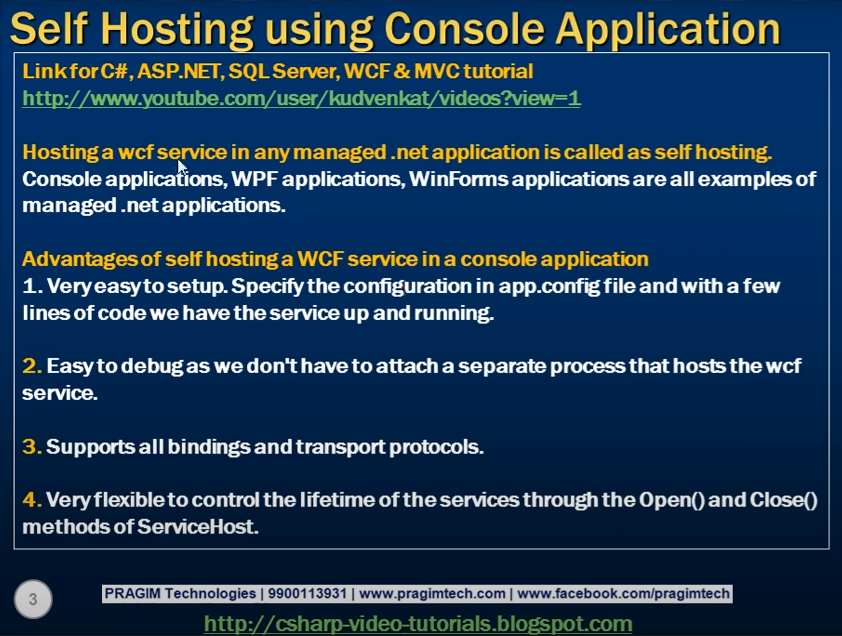 Self Hosting using Console Application
Link for C#, ASP.NET, SQL Server, WCF & MVC tutorial
http://www.youtube.com/user/kudvenkat/videos?view=1
Hosting a wcf service in any managed .net application is called as self hosting.
Console applications, WPF applications, WinForms applications are all examples of
managed .net applications.
Advantages of self hosting a WCF service in a console application
1. Very easy to setup. Specify the configuration in app.config file and with a few
lines of code we have the service up and running.
2. Easy to debug as we don't have to attach a separate process that hosts the wcf
service.
3. Supports all bindings and transport protocols.
4. Very flexible to control the lifetime of the services through the Open() and Close()
methods of ServiceHost.
3
PRAGIM Technologies | 9900113931 | www.pragimtech.com | www.facebook.com/pragimtech
http://csharp-video-tutorials.blogspot.com